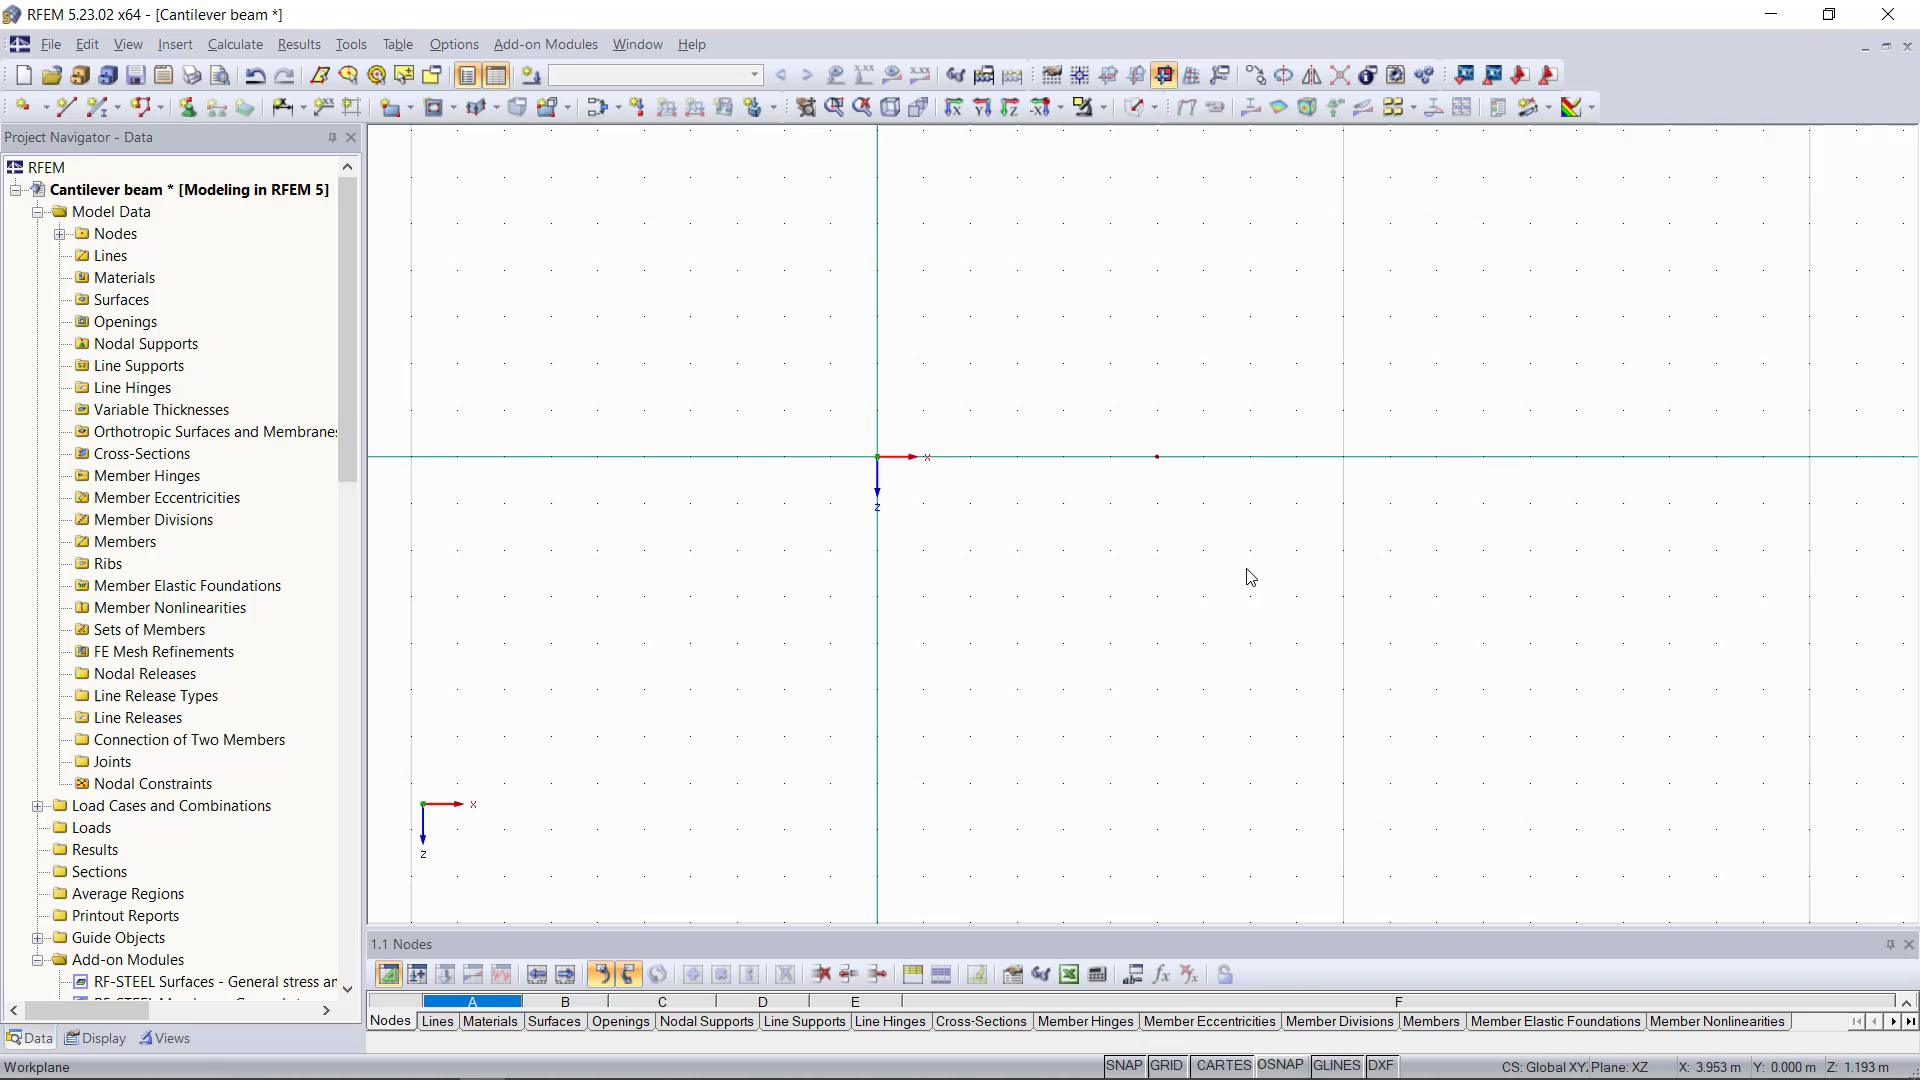 RFEM 5.23.02 x64 - [Cantilever beam *]
File Edit View Insert Calculate Results Tools Table Options Add-on Modules Window Help
Project Navigator - Data
RFEM
Cantilever beam * [Modeling in RFEM 5]
Model Data
Nodes
Lines
Materials
Surfaces
Openings
Nodal Supports
Line Supports
Line Hinges
Variable Thicknesses
Orthotropic Surfaces and Membranes
Cross-Sections
Member Hinges
Member Eccentricities
Member Divisions
Members
Ribs
Member Elastic Foundations
Member Nonlinearities
Sets of Members
FE Mesh Refinements
Nodal Releases
Line Release Types
Line Releases
Connection of Two Members
Joints
Nodal Constraints
Load Cases and Combinations
Loads
Results
Sections
Average Regions
Printout Reports
Guide Objects
Add-on Modules
RF-STEEL Surfaces - General stress an
Data Display Views
X
Z
X
Z
1.1 Nodes
A B C D E F
Nodes Lines Materials Surfaces Openings Nodal Supports Line Supports Line Hinges Cross-Sections Member Hinges Member Eccentricities Member Divisions Members Member Elastic Foundations Member Nonlinearities
Workplane SNAP GRID CARTES OSNAP GLINES DXF CS: Global XYZ Plane: XZ X: 3.953 m Y: 0.000 m Z: 1.193 m